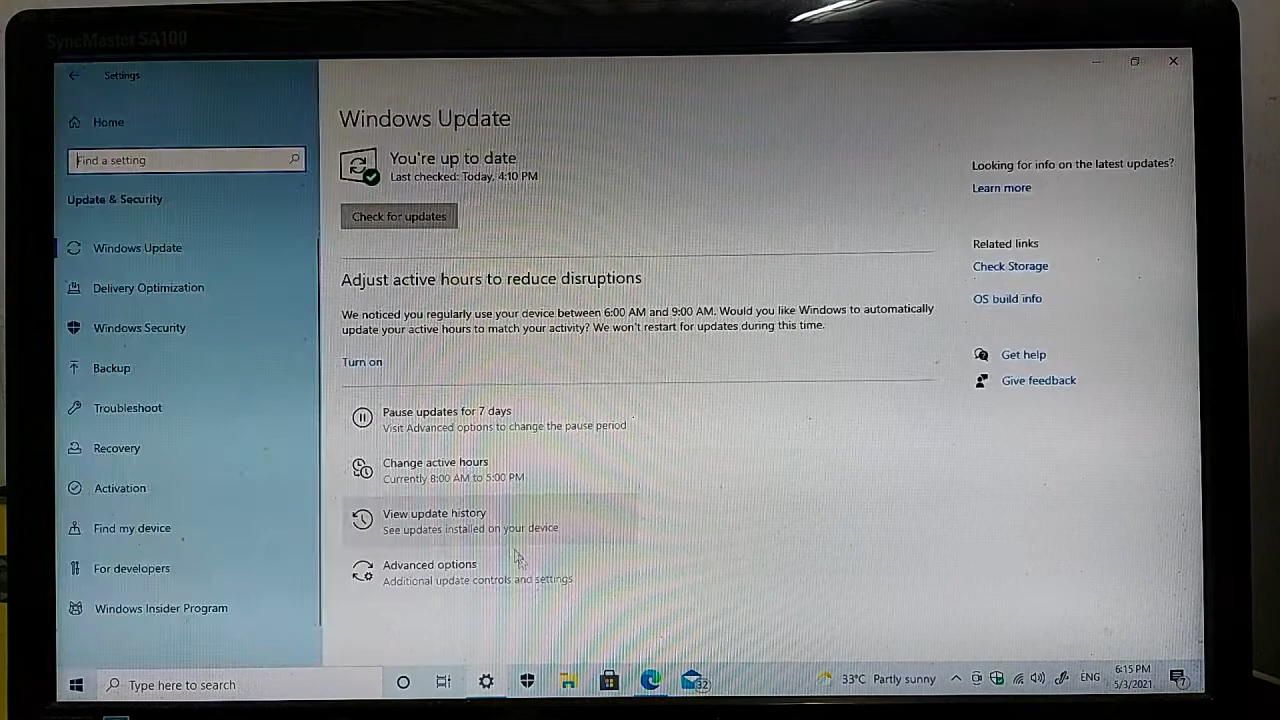 SyncMaster SA100
Settings
Home
Find a setting
Update & Security
Windows Update
Delivery Optimization
Windows Security
Backup
Troubleshoot
Recovery
Activation
Find my device
For developers
Windows Insider Program
Windows Update
You're up to date
Last checked: Today, 4:10 PM
Check for updates
Adjust active hours to reduce disruptions
We noticed you regularly use your device between 6:00 AM and 9:00 AM. Would you like Windows to automatically
update your active hours to match your activity? We won't restart for updates during this time.
Turn on
Pause updates for 7 days
Visit Advanced options to change the pause period
Change active hours
Currently 8:00 AM to 5:00 PM
View update history
See updates installed on your device
Advanced options
Additional update controls and settings
Looking for info on the latest updates?
Learn more
Related links
Check Storage
OS build info
Get help
Give feedback
Type here to search
32
33°C Partly sunny
ENG
6:15 PM
5/3/2021
7